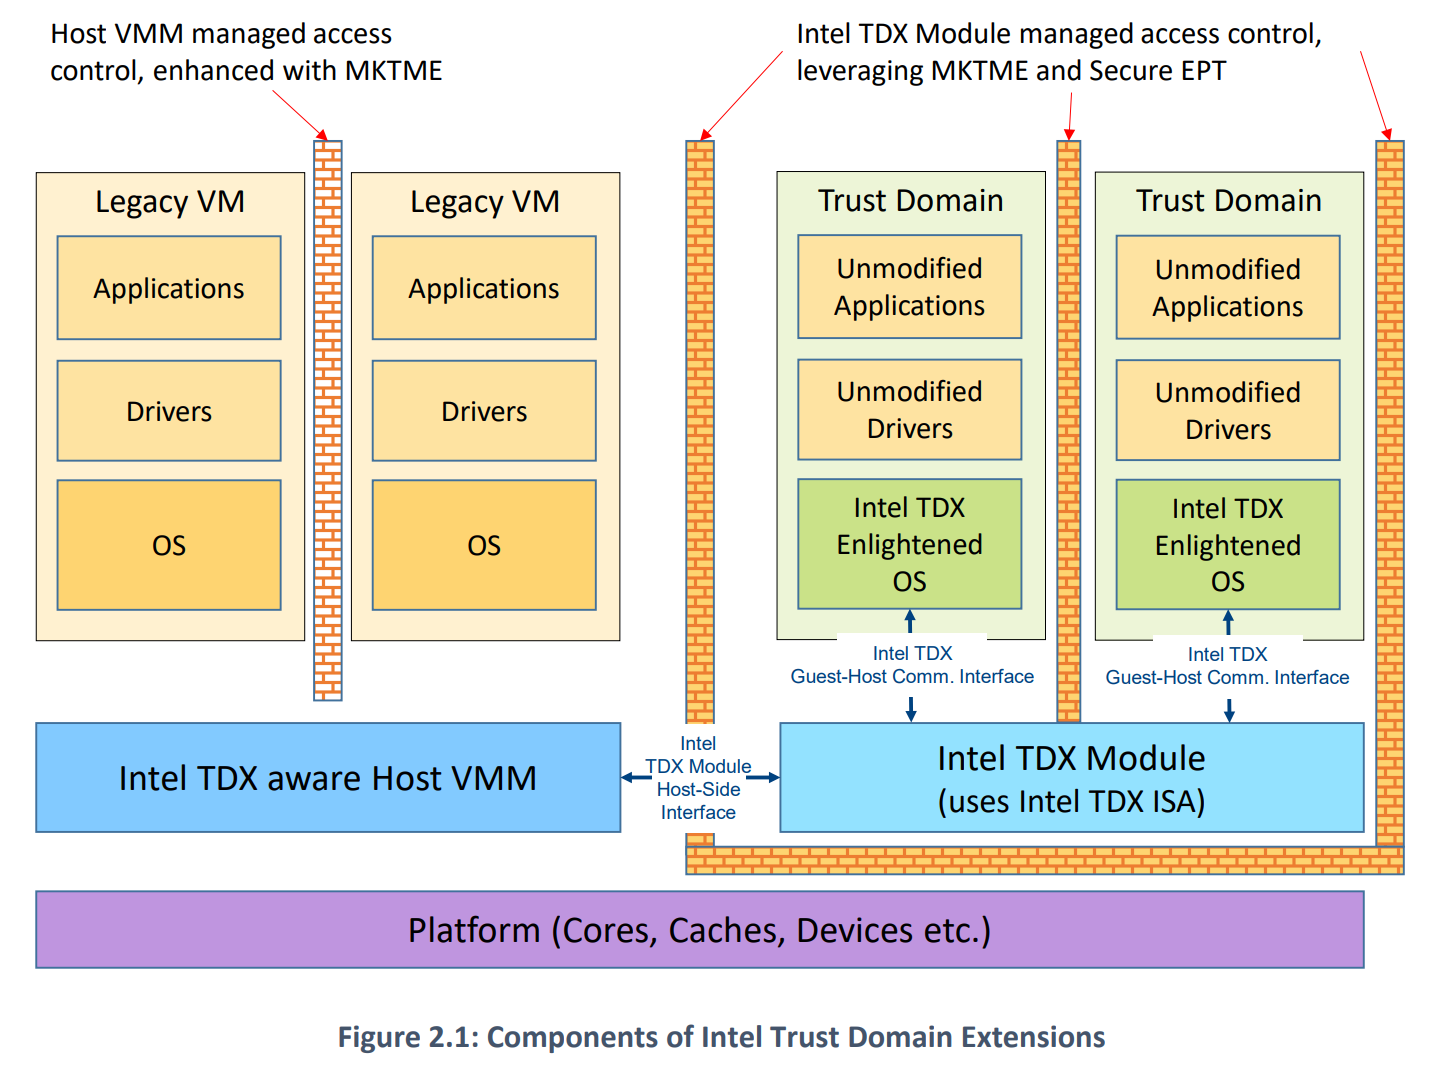 Host VMM managed access
control, enhanced with MKTME
Intel TDX Module managed access control,
leveraging MKTME and Secure EPT
Legacy VM
Applications
Drivers
OS
Legacy VM
Applications
Drivers
OS
Trust Domain
Unmodified
Applications
Unmodified
Drivers
Intel TDX
Enlightened
OS
Trust Domain
Unmodified
Applications
Unmodified
Drivers
Intel TDX
Enlightened
OS
Intel TDX
Guest-Host Comm. Interface
Intel TDX
Guest-Host Comm. Interface
Intel TDX aware Host VMM
Intel
TDX Module
Host-Side
Interface
Intel TDX Module
(uses Intel TDX ISA)
Platform (Cores, Caches, Devices etc.)
Figure 2.1: Components of Intel Trust Domain Extensions